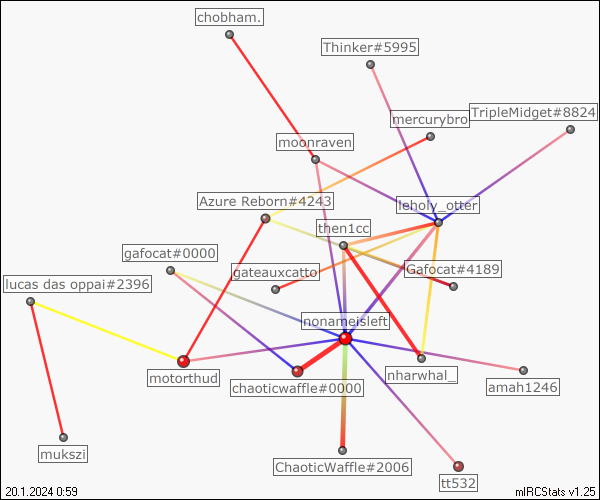 chobham.
Thinker#5995
mercurybro
TripleMidget#8824
moonraven
Azure Reborn#4243
leholy_otter
then1cc
gafocat#0000
gateauxcatto
Gafocat#4189
lucas das oppai#2396
nonameisleft
motorthud
chaoticwaffle#0000
nharwhal_
amah1246
mukszi
ChaoticWaffle#2006
tt532
20.1.2024 0:59
mIRCStats v1.25